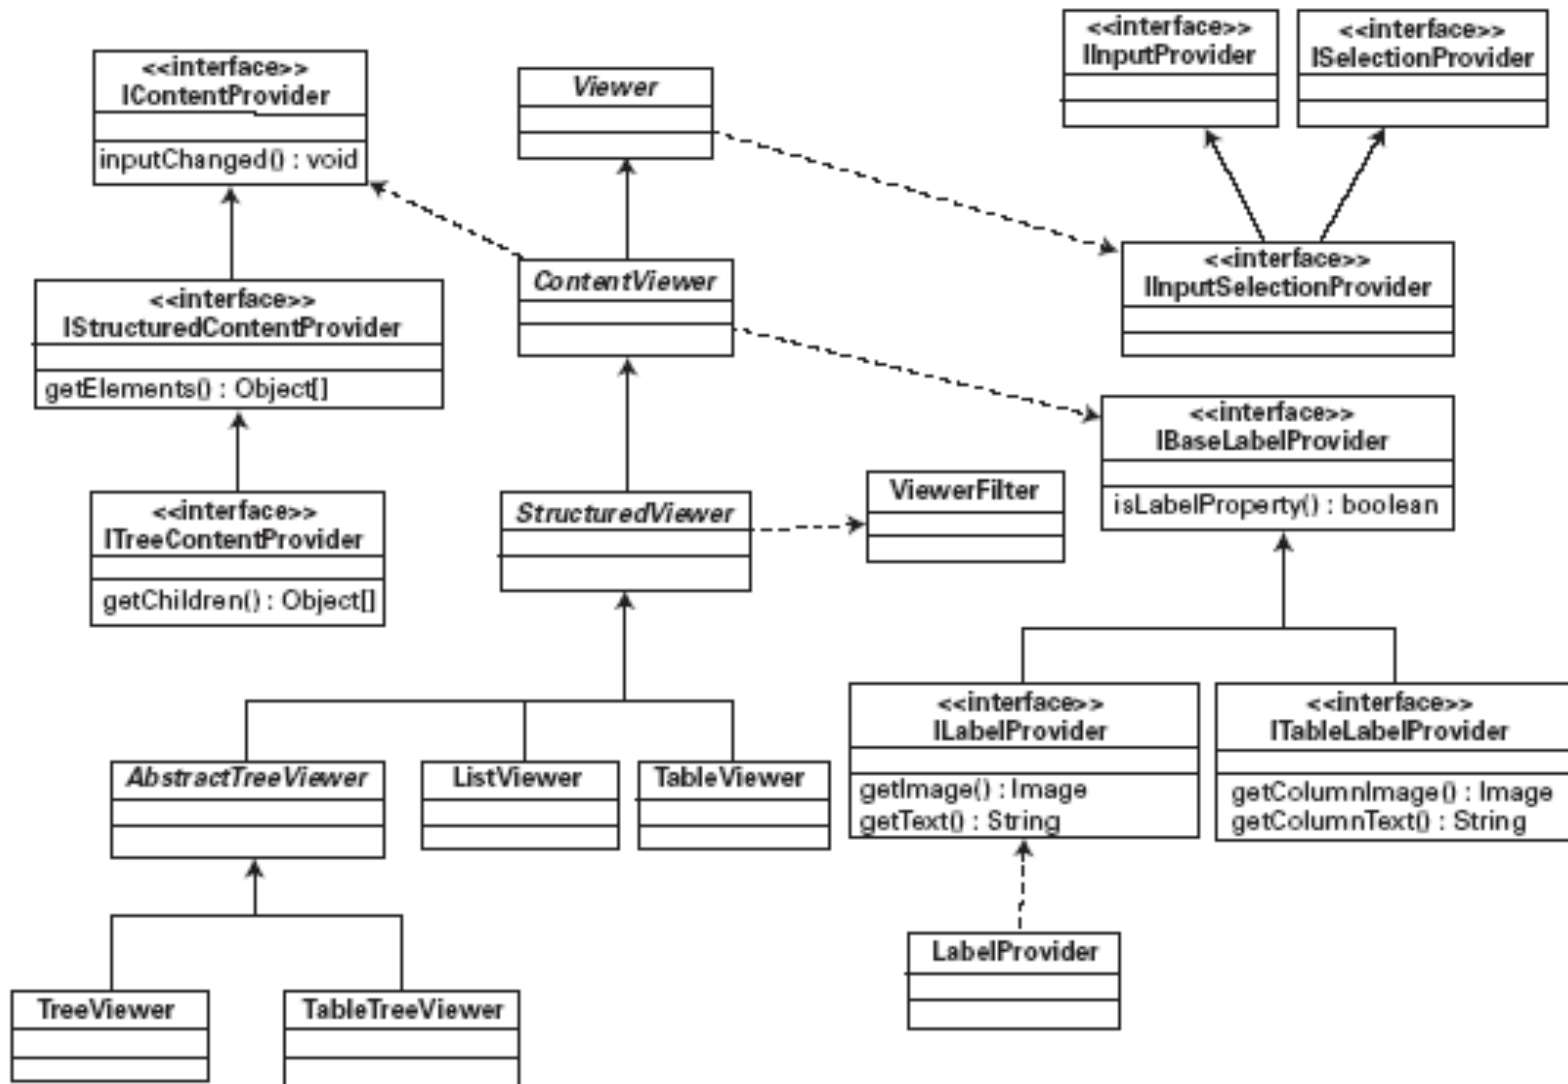 <<interface>>
IContentProvider
inputChanged() : void
Viewer
<<interface>>
IInputProvider
<<interface>>
ISelectionProvider
<<interface>>
IStructuredContentProvider
getElements() : Object[]
ContentViewer
<<interface>>
IInputSelectionProvider
<<interface>>
ITreeContentProvider
getChildren() : Object[]
StructuredViewer
ViewerFilter
<<interface>>
IBaseLabelProvider
isLabelProperty() : boolean
AbstractTreeViewer
ListViewer
TableViewer
<<interface>>
ILabelProvider
getImage() : Image
getText() : String
<<interface>>
ITableLabelProvider
getColumnImage() : Image
getColumnText() : String
TreeViewer
TableTreeViewer
LabelProvider